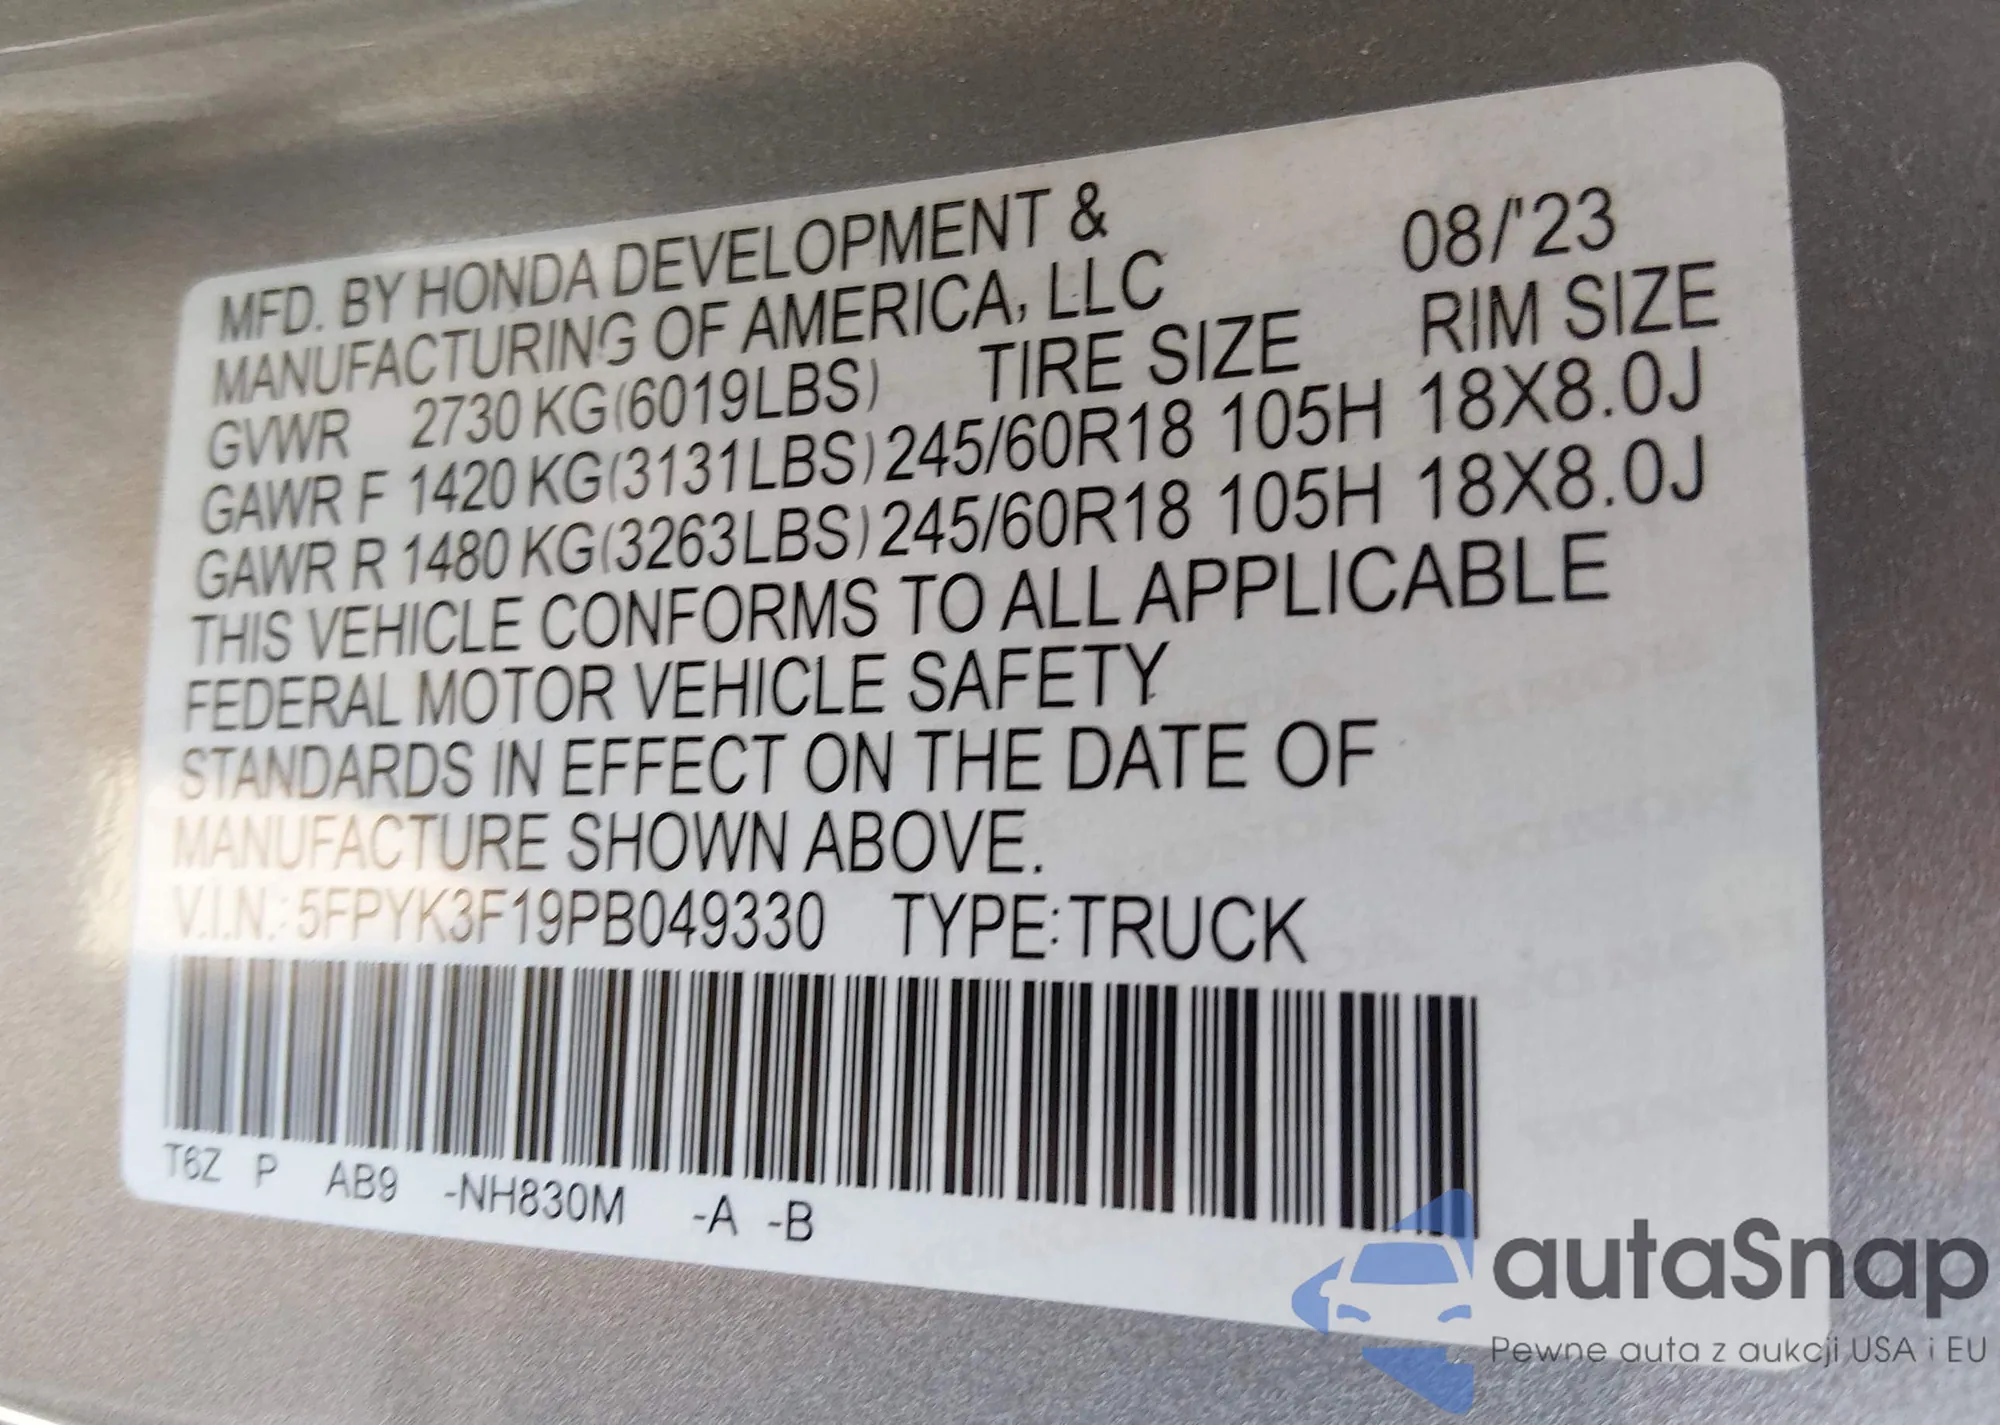 MFD. BY HONDA DEVELOPMENT &
MANUFACTURING OF AMERICA, LLC 08/'23
GVWR 2730 KG(6019LBS) TIRE SIZE RIM SIZE
GAWR F 1420 KG(3131LBS) 245/60R18 105H 18X8.0J
GAWR R 1480 KG(3263LBS) 245/60R18 105H 18X8.0J
THIS VEHICLE CONFORMS TO ALL APPLICABLE
FEDERAL MOTOR VEHICLE SAFETY
STANDARDS IN EFFECT ON THE DATE OF
MANUFACTURE SHOWN ABOVE.
V.I.N.: 5FPYK3F19PB049330 TYPE:TRUCK
T6Z P AB9 -NH830M -A -B
autaSnap
Pewne auta z aukcji USA i EU